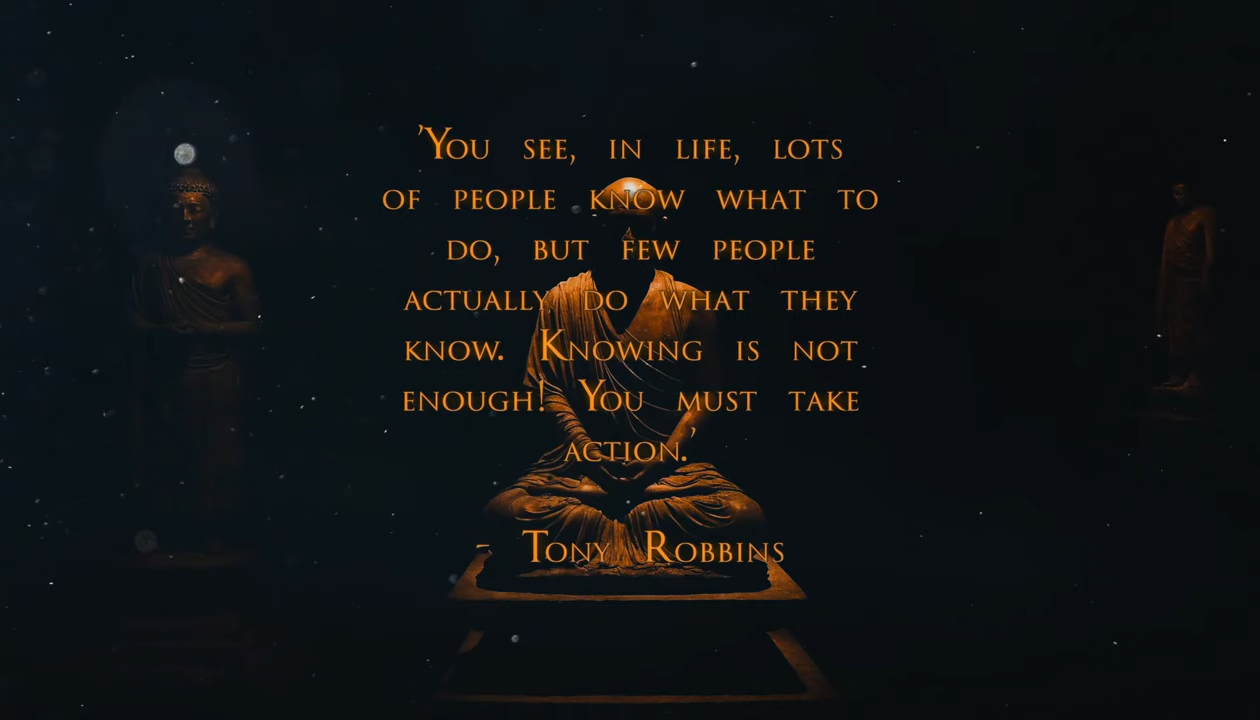 'You see, in life, lots
of people know what to
do, but few people
actually do what they
know. Knowing is not
enough! You must take
action.'
- Tony Robbins